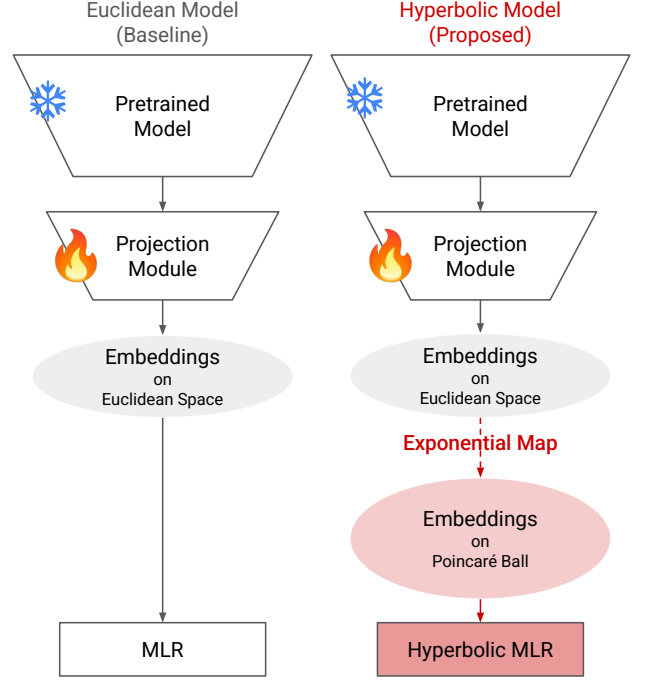 Euclidean Model
(Baseline)
Pretrained
Model
Projection
Module
Embeddings
on
Euclidean Space
MLR
Hyperbolic Model
(Proposed)
Pretrained
Model
Projection
Module
Embeddings
on
Euclidean Space
Exponential Map
Embeddings
on
Poincaré Ball
Hyperbolic MLR